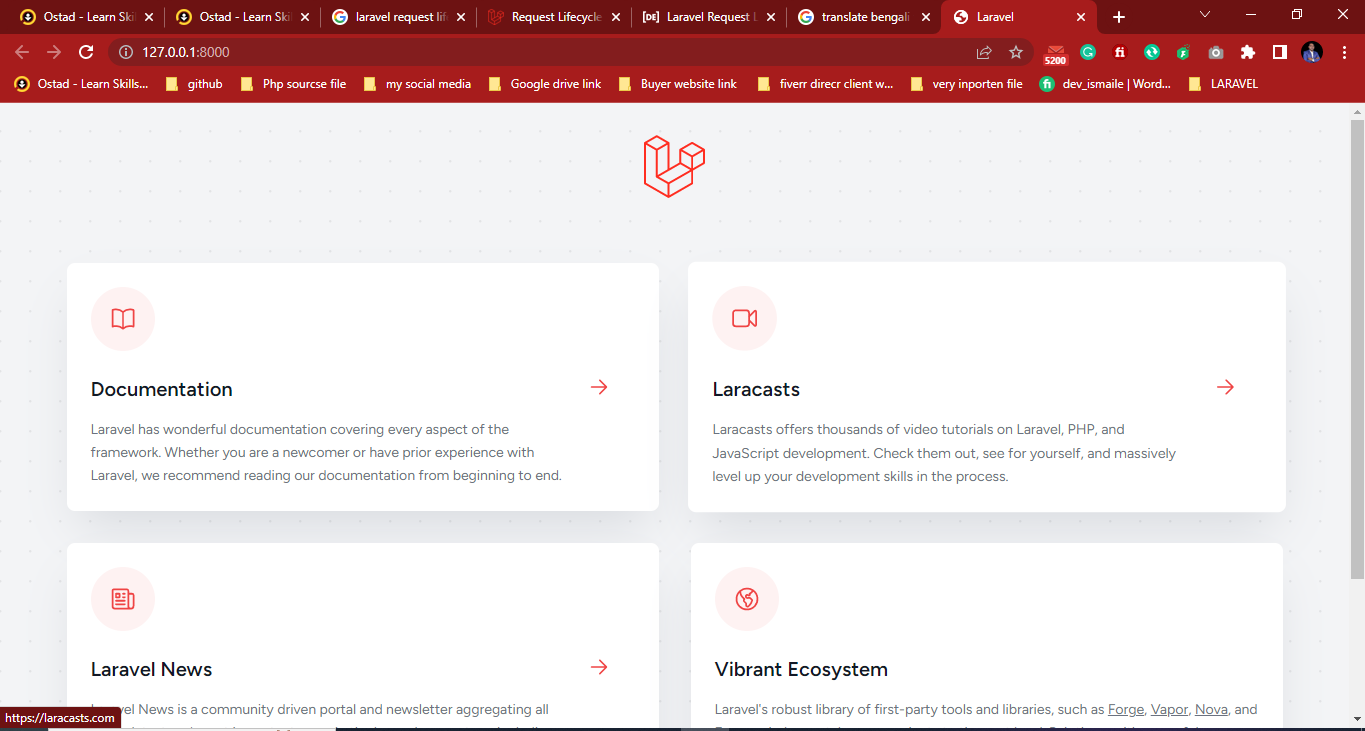 Ostad - Learn Ski
Ostad - Learn Ski
laravel request lif
Request Lifecycle
[DE] Laravel Request L
translate bengali
Laravel
127.0.0.1:8000
5200
Ostad - Learn Skills...
github
Php sourcse file
my social media
Google drive link
Buyer website link
fiverr direcr client w...
very inporten file
dev_ismaile | Word...
LARAVEL
Documentation
Laravel has wonderful documentation covering every aspect of the
framework. Whether you are a newcomer or have prior experience with
Laravel, we recommend reading our documentation from beginning to end.
Laracasts
Laracasts offers thousands of video tutorials on Laravel, PHP, and
JavaScript development. Check them out, see for yourself, and massively
level up your development skills in the process.
Laravel News
Laravel News is a community driven portal and newsletter aggregating all
Vibrant Ecosystem
Laravel's robust library of first-party tools and libraries, such as Forge, Vapor, Nova, and
https://laracasts.com